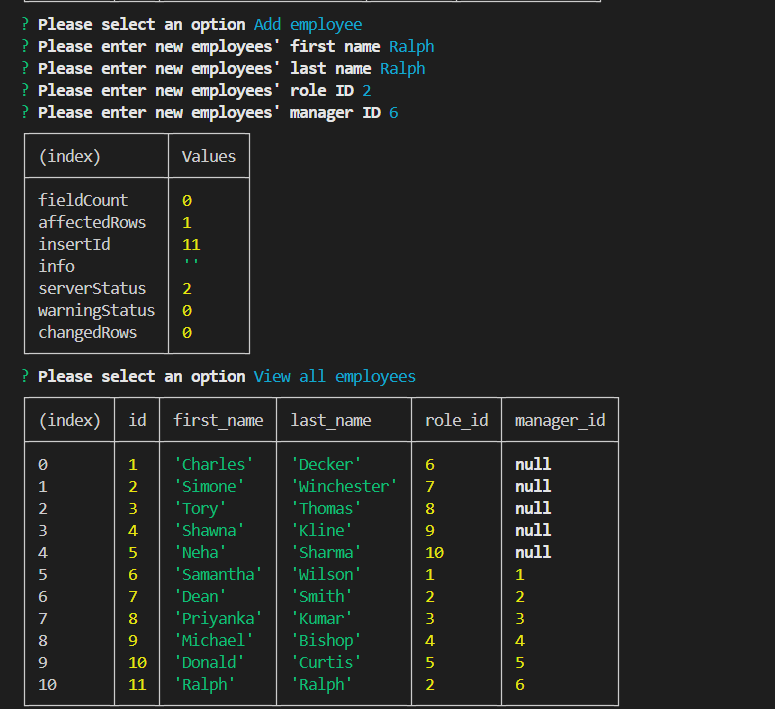 ? Please select an option Add employee
? Please enter new employees' first name Ralph
? Please enter new employees' last name Ralph
? Please enter new employees' role ID 2
? Please enter new employees' manager ID 6
(index) Values
fieldCount 0
affectedRows 1
insertId 11
info ''
serverStatus 2
warningStatus 0
changedRows 0
? Please select an option View all employees
(index) id first_name last_name role_id manager_id
0 1 'Charles' 'Decker' 6 null
1 2 'Simone' 'Winchester' 7 null
2 3 'Tory' 'Thomas' 8 null
3 4 'Shawna' 'Kline' 9 null
4 5 'Neha' 'Sharma' 10 null
5 6 'Samantha' 'Wilson' 1 1
6 7 'Dean' 'Smith' 2 2
7 8 'Priyanka' 'Kumar' 3 3
8 9 'Michael' 'Bishop' 4 4
9 10 'Donald' 'Curtis' 5 5
10 11 'Ralph' 'Ralph' 2 6